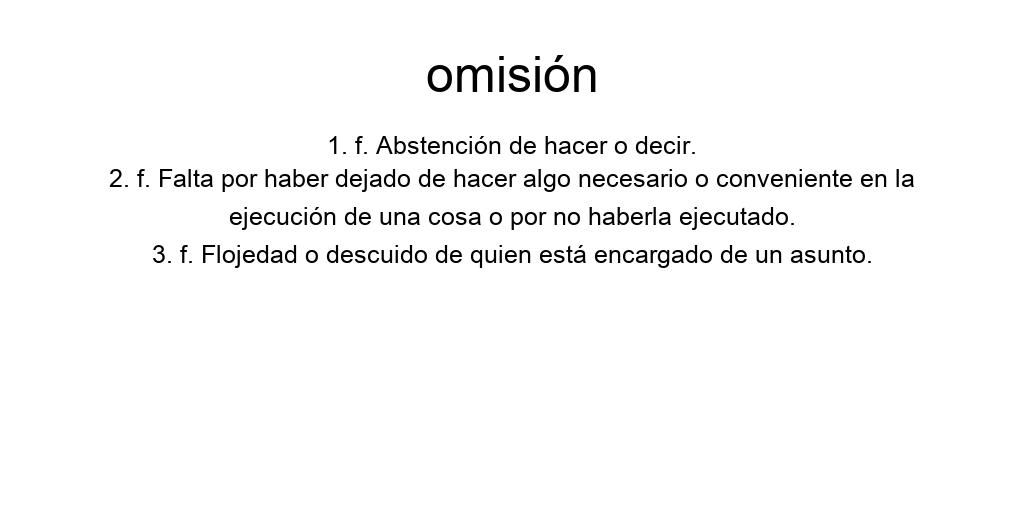 omisión
1. f. Abstención de hacer o decir.
2. f. Falta por haber dejado de hacer algo necesario o conveniente en la
ejecución de una cosa o por no haberla ejecutado.
3. f. Flojedad o descuido de quien está encargado de un asunto.